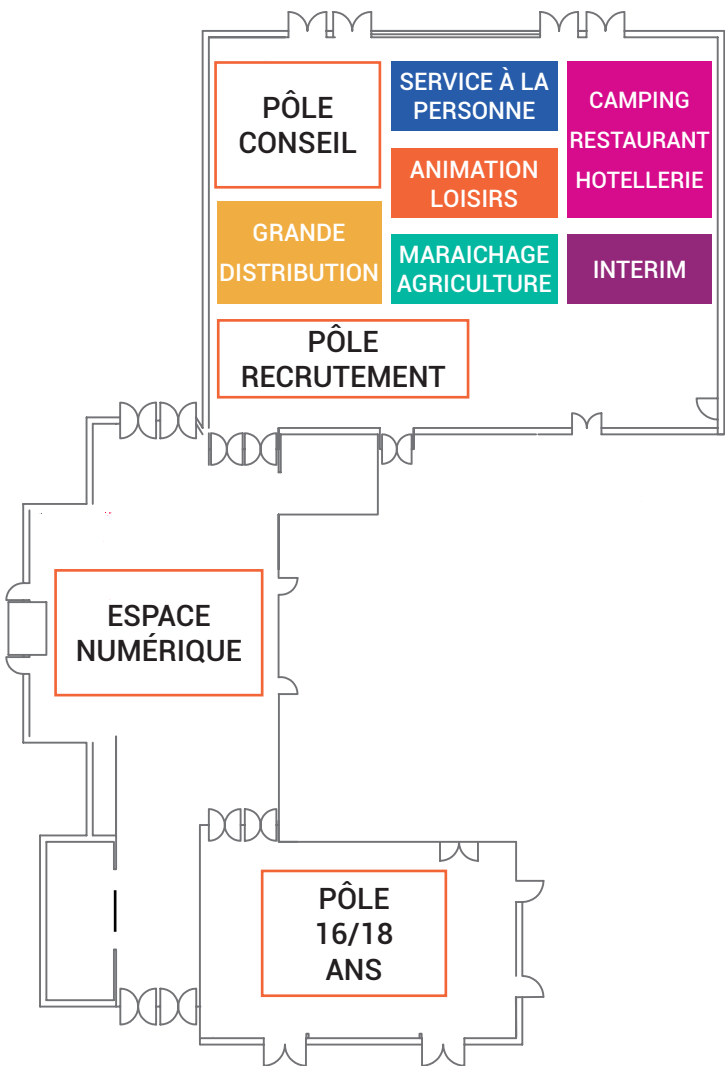 PÔLE
CONSEIL
SERVICE À LA
PERSONNE
CAMPING
RESTAURANT
HOTELLERIE
ANIMATION
LOISIRS
GRANDE
DISTRIBUTION
MARAICHAGE
AGRICULTURE
INTERIM
PÔLE
RECRUTEMENT
ESPACE
NUMÉRIQUE
PÔLE
16/18
ANS